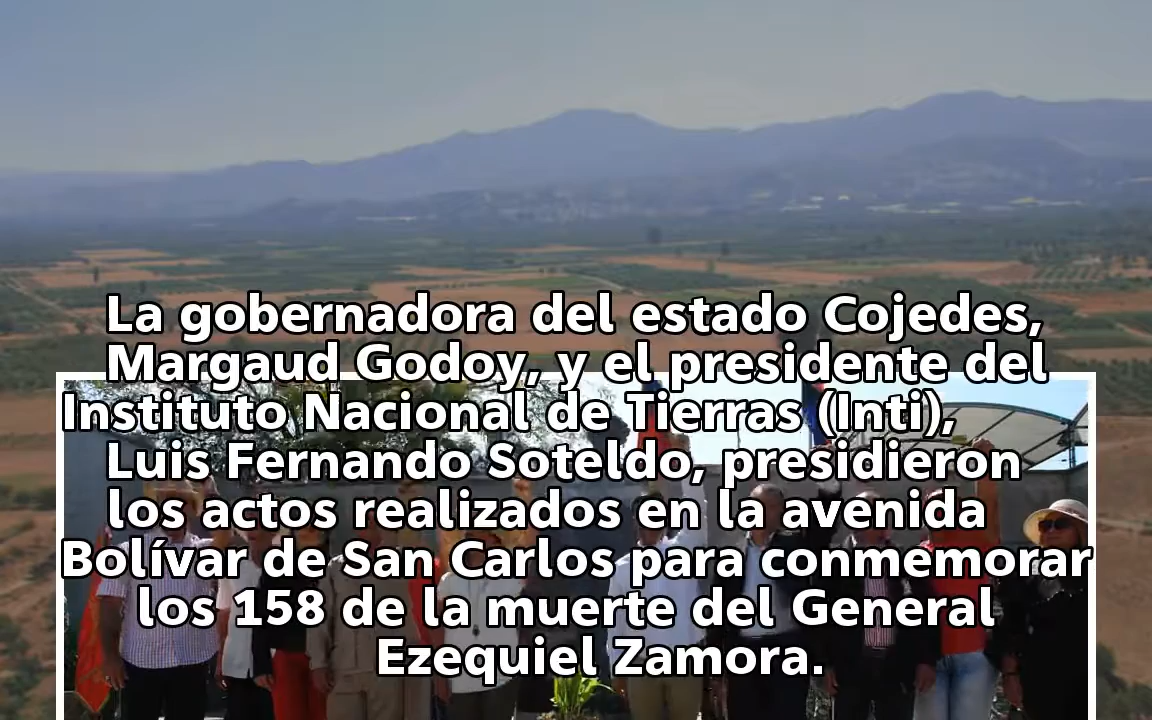 La gobernadora del estado Cojedes,
Margaud Godoy, y el presidente del
Instituto Nacional de Tierras (Inti),
Luis Fernando Soteldo, presidieron
los actos realizados en la avenida
Bolívar de San Carlos para conmemorar
los 158 de la muerte del General
Ezequiel Zamora.